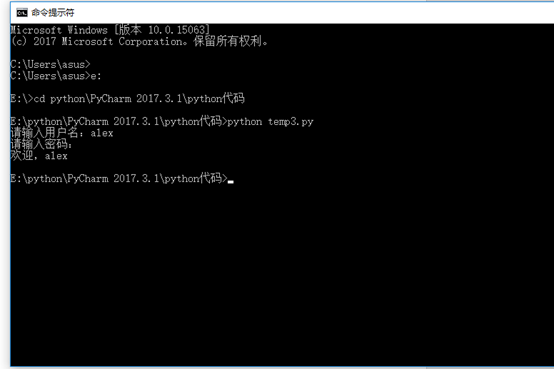 命令提示符
Microsoft Windows [版本 10.0.15063]
(c) 2017 Microsoft Corporation。保留所有权利。
C:\Users\asus>
C:\Users\asus>e:
E:\>cd python\PyCharm 2017.3.1\python代码
E:\python\PyCharm 2017.3.1\python代码>python temp3.py
请输入用户名：alex
请输入密码：
欢迎，alex
E:\python\PyCharm 2017.3.1\python代码>